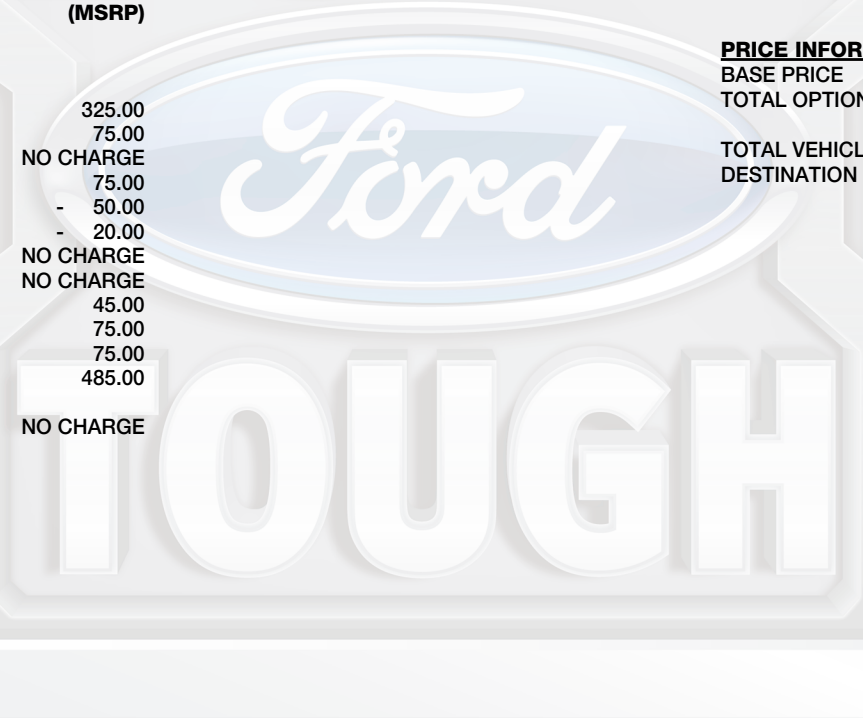 (MSRP)
325.00
75.00
NO CHARGE
75.00
- 50.00
- 20.00
NO CHARGE
NO CHARGE
45.00
75.00
75.00
485.00
NO CHARGE
PRICE INFOR
BASE PRICE
TOTAL OPTION
TOTAL VEHICL
DESTINATION
Ford
TOUGH